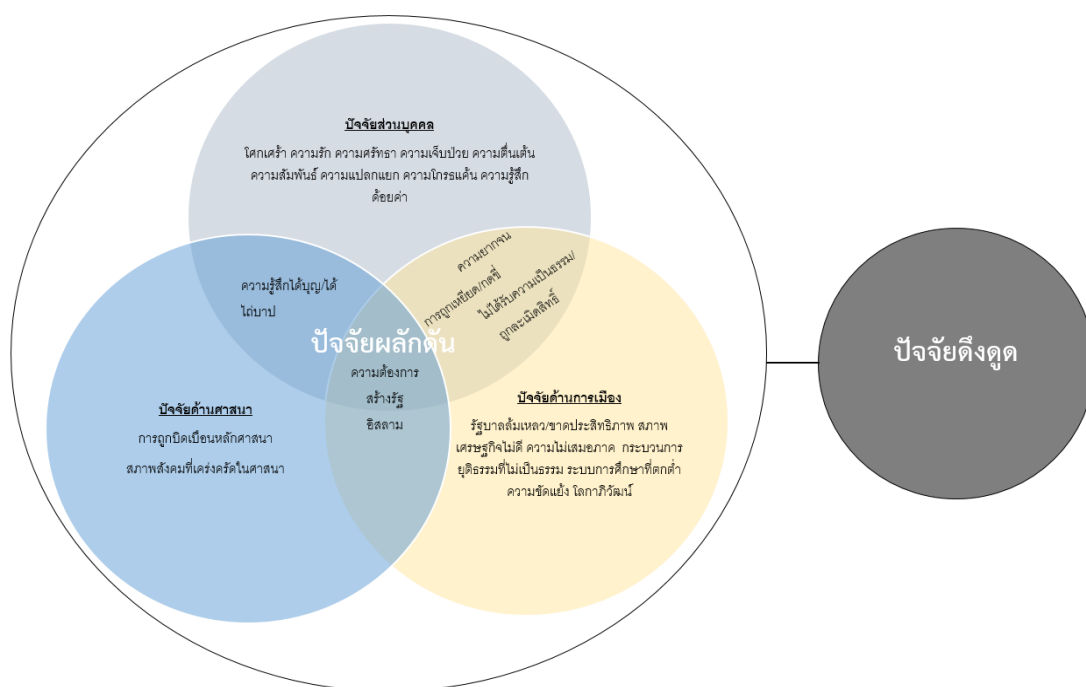 ปัจจัยส่วนบุคคล
โศกเศร้า ความรัก ความศรัทธา ความเจ็บป่วย ความตื่นเต้น
ความสัมพันธ์ ความแปลกแยก ความโกรธแค้น ความรู้สึก
ด้อยค่า
ความยากจน
การถูกเหยียด/กดขี่
ไม่ได้รับความเป็นธรรม/
ถูกละเมิดสิทธิ์
ความรู้สึกได้บุญ/ได้
ไถ่บาป
ปัจจัยผลักดัน
ความต้องการ
สร้างรัฐ
อิสลาม
ปัจจัยด้านศาสนา
การถูกบิดเบือนหลักศาสนา
สภาพสังคมที่เคร่งครัดในศาสนา
ปัจจัยด้านการเมือง
รัฐบาลล้มเหลว/ขาดประสิทธิภาพ สภาพ
เศรษฐกิจไม่ดี ความไม่เสมอภาค กระบวนการ
ยุติธรรมที่ไม่เป็นธรรม ระบบการศึกษาที่ตกต่ำ
ความขัดแย้ง โลกาภิวัฒน์
ปัจจัยดึงดูด